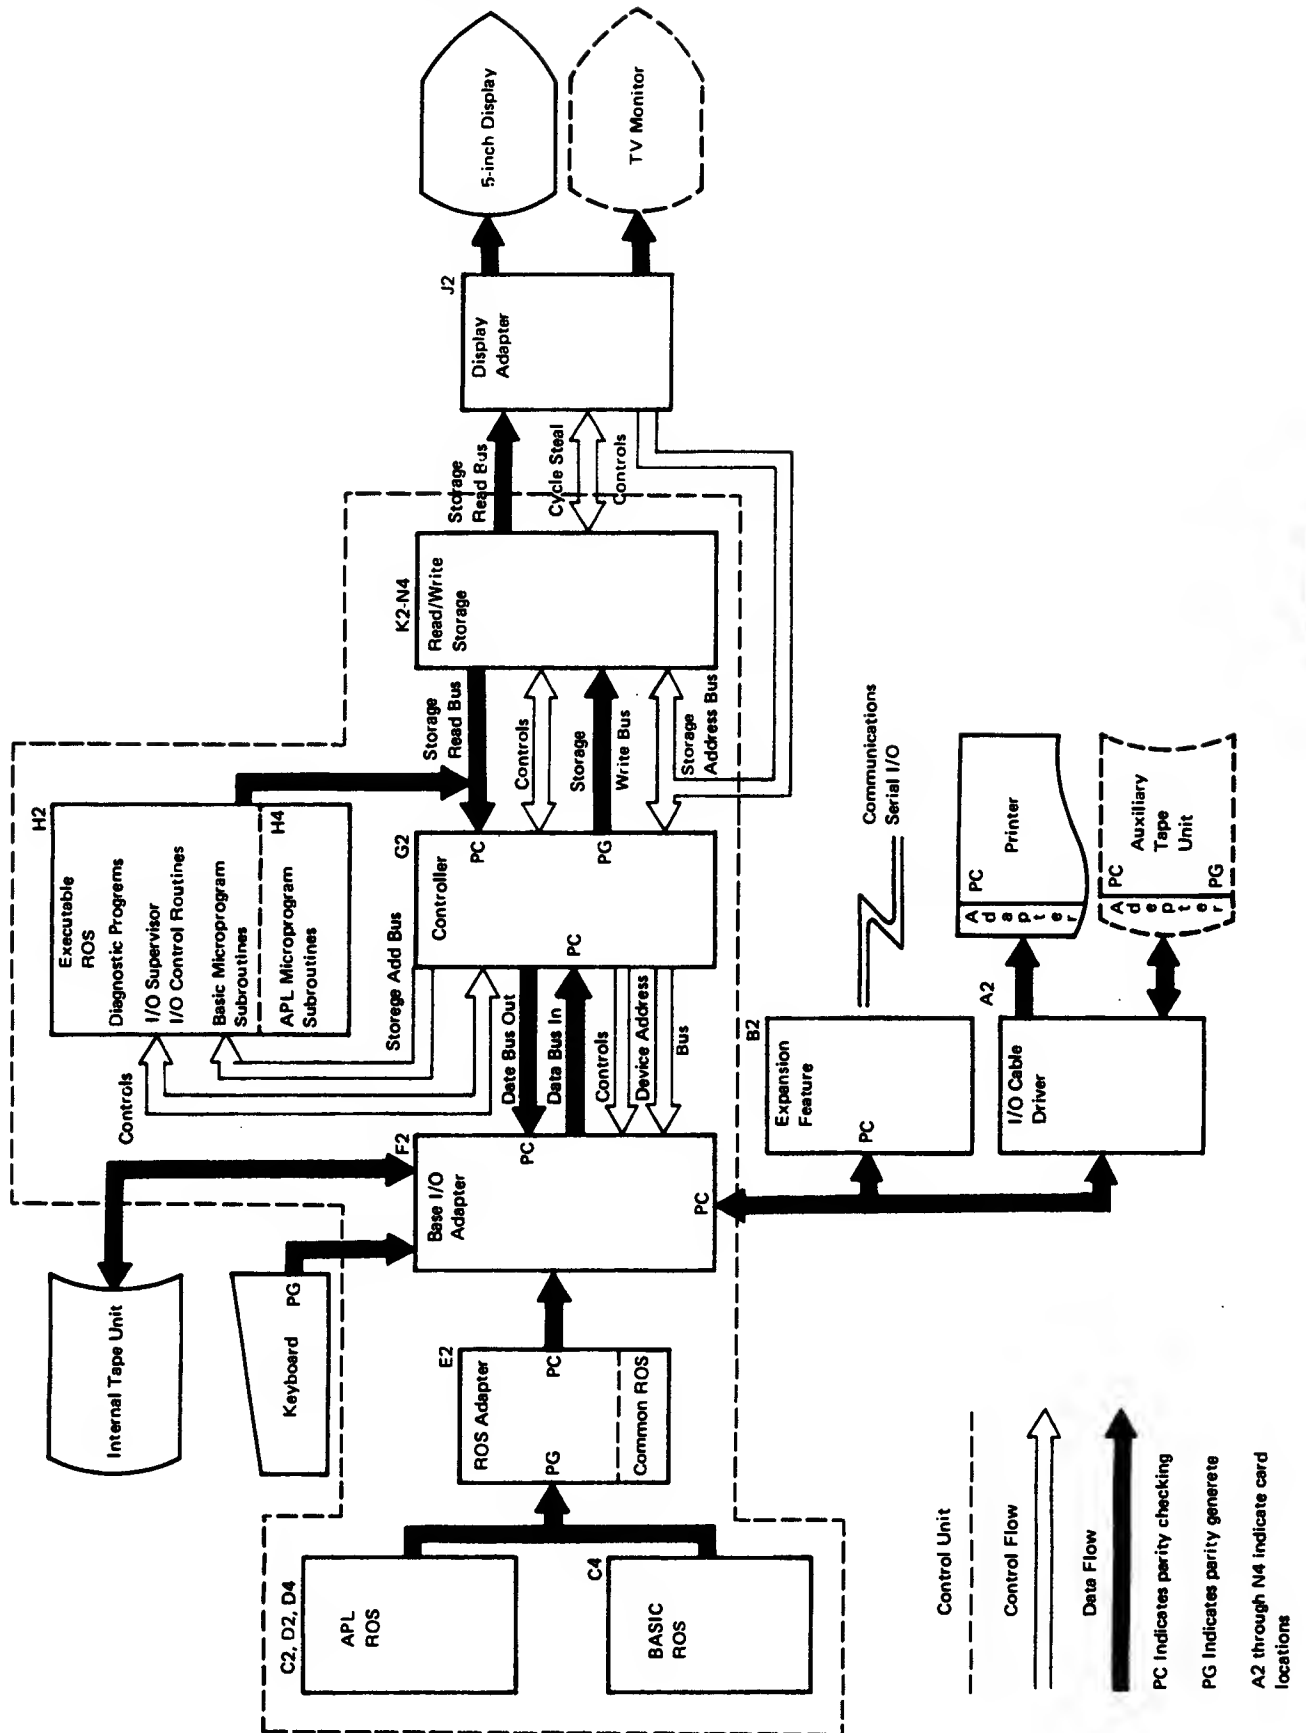 Internal Tape Unit
Keyboard
PG
Controls
H2
Executable
ROS
Diagnostic Progrems
I/O Supervisor
I/O Control Routines
Basic Microprogram
Subroutines
H4
APL Microprogram
Subroutines
C2, D2, D4
APL
ROS
C4
BASIC
ROS
E2
ROS Adapter
PG
PC
Common ROS
F2
Base I/O
Adapter
PC
PC
Storege Add Bus
Date Bus Out
Data Bus In
Controls
Device Address
Bus
G2
Controller
PC
PC
PG
Storage
Read Bus
Controls
Storage
Write Bus
Storage
Address Bus
K2-N4
Read/Write
Storage
Storage
Read Bus
Cycle Steal
Controls
J2
Display
Adapter
5-inch Display
TV Monitor
B2
Expansion
Feature
PC
Communications
Serial I/O
A2
I/O Cable
Driver
Adapter
PC
Printer
Adepter
PC
Auxiliary
Tape
Unit
PG
Control Unit
Control Flow
Data Flow
PC Indicates parity checking
PG Indicates parity generete
A2 through N4 indicate card
locations